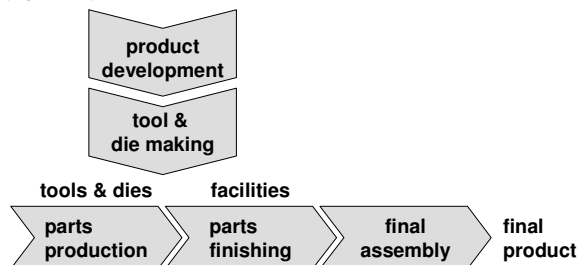 product
development
tool &
die making
tools & dies
facilities
parts
production
parts
finishing
final
assembly
final
product